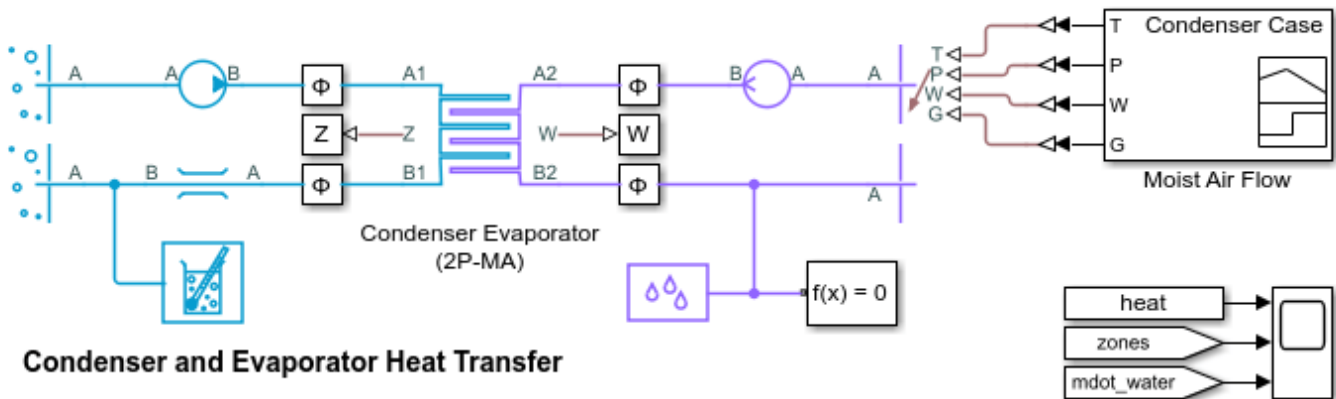 Condenser Case
T
P
W
G
Moist Air Flow
T
P
W
G
A A B Φ A1 A2 Φ B A A
Z Z W W
A B A Φ B1 B2 Φ A
Condenser Evaporator
(2P-MA)
f(x) = 0
heat
zones
mdot_water
Condenser and Evaporator Heat Transfer